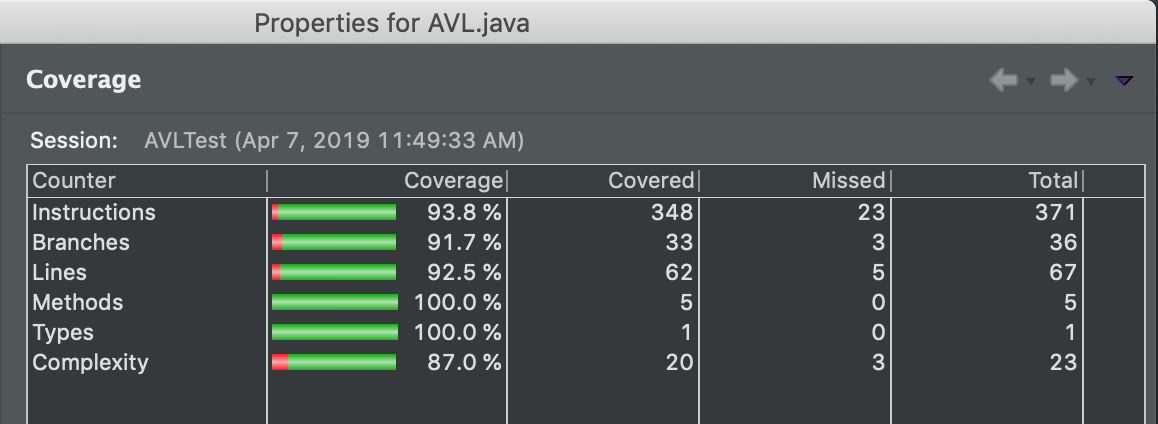 Properties for AVL.java
Coverage
Session: AVLTest (Apr 7, 2019 11:49:33 AM)
Counter Coverage Covered Missed Total
Instructions 93.8 % 348 23 371
Branches 91.7 % 33 3 36
Lines 92.5 % 62 5 67
Methods 100.0 % 5 0 5
Types 100.0 % 1 0 1
Complexity 87.0 % 20 3 23